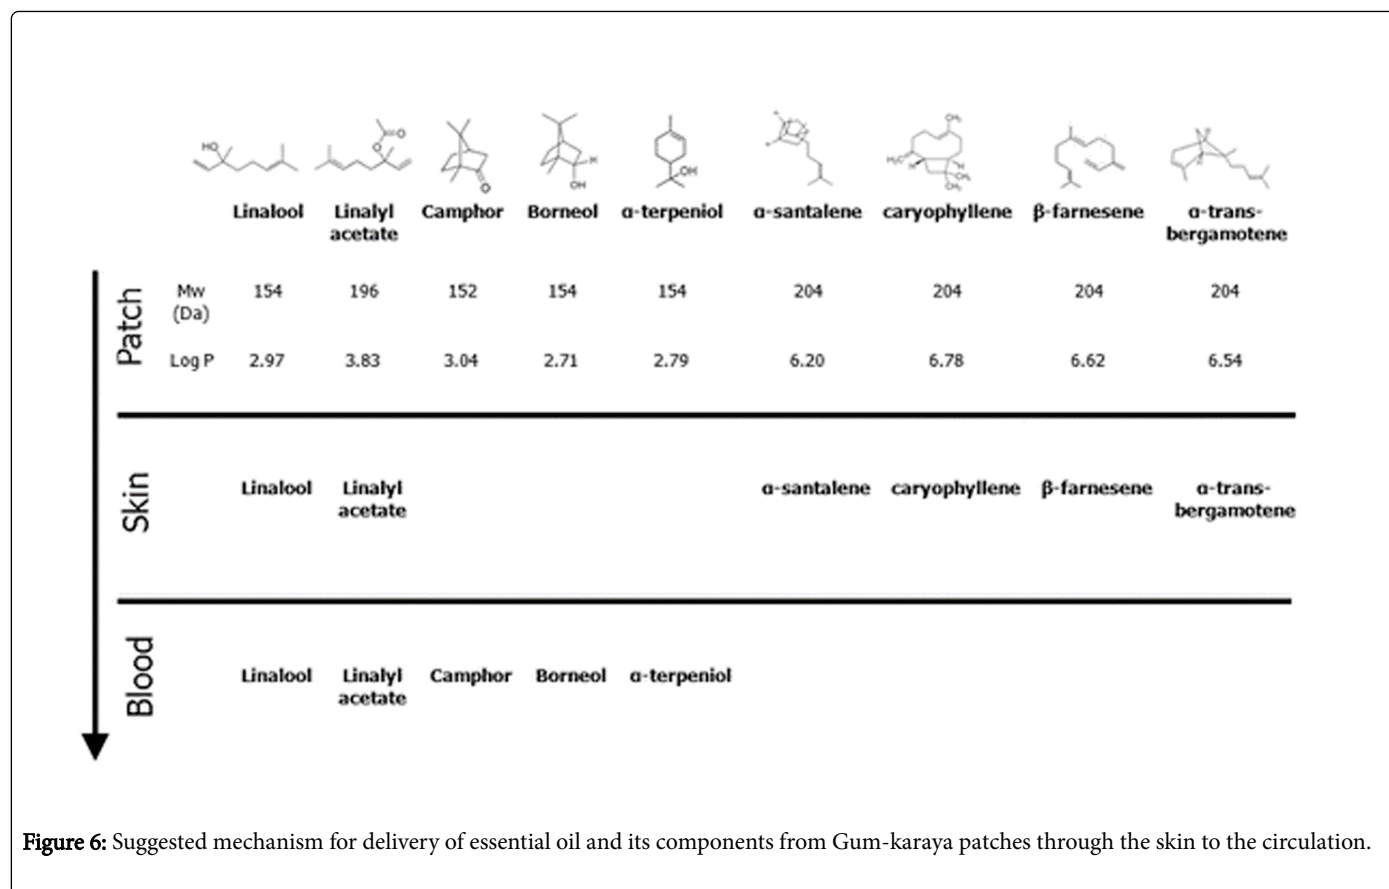 Linalool Linalyl Camphor Borneol α-terpeniol α-santalene caryophyllene β-farnesene α-trans-
acetate bergamotene
Patch
Mw 154 196 152 154 154 204 204 204 204
(Da)
Log P 2.97 3.83 3.04 2.71 2.79 6.20 6.78 6.62 6.54
Skin
Linalool Linalyl α-santalene caryophyllene β-farnesene α-trans-
acetate bergamotene
Blood
Linalool Linalyl Camphor Borneol α-terpeniol
acetate
Figure 6: Suggested mechanism for delivery of essential oil and its components from Gum-karaya patches through the skin to the circulation.